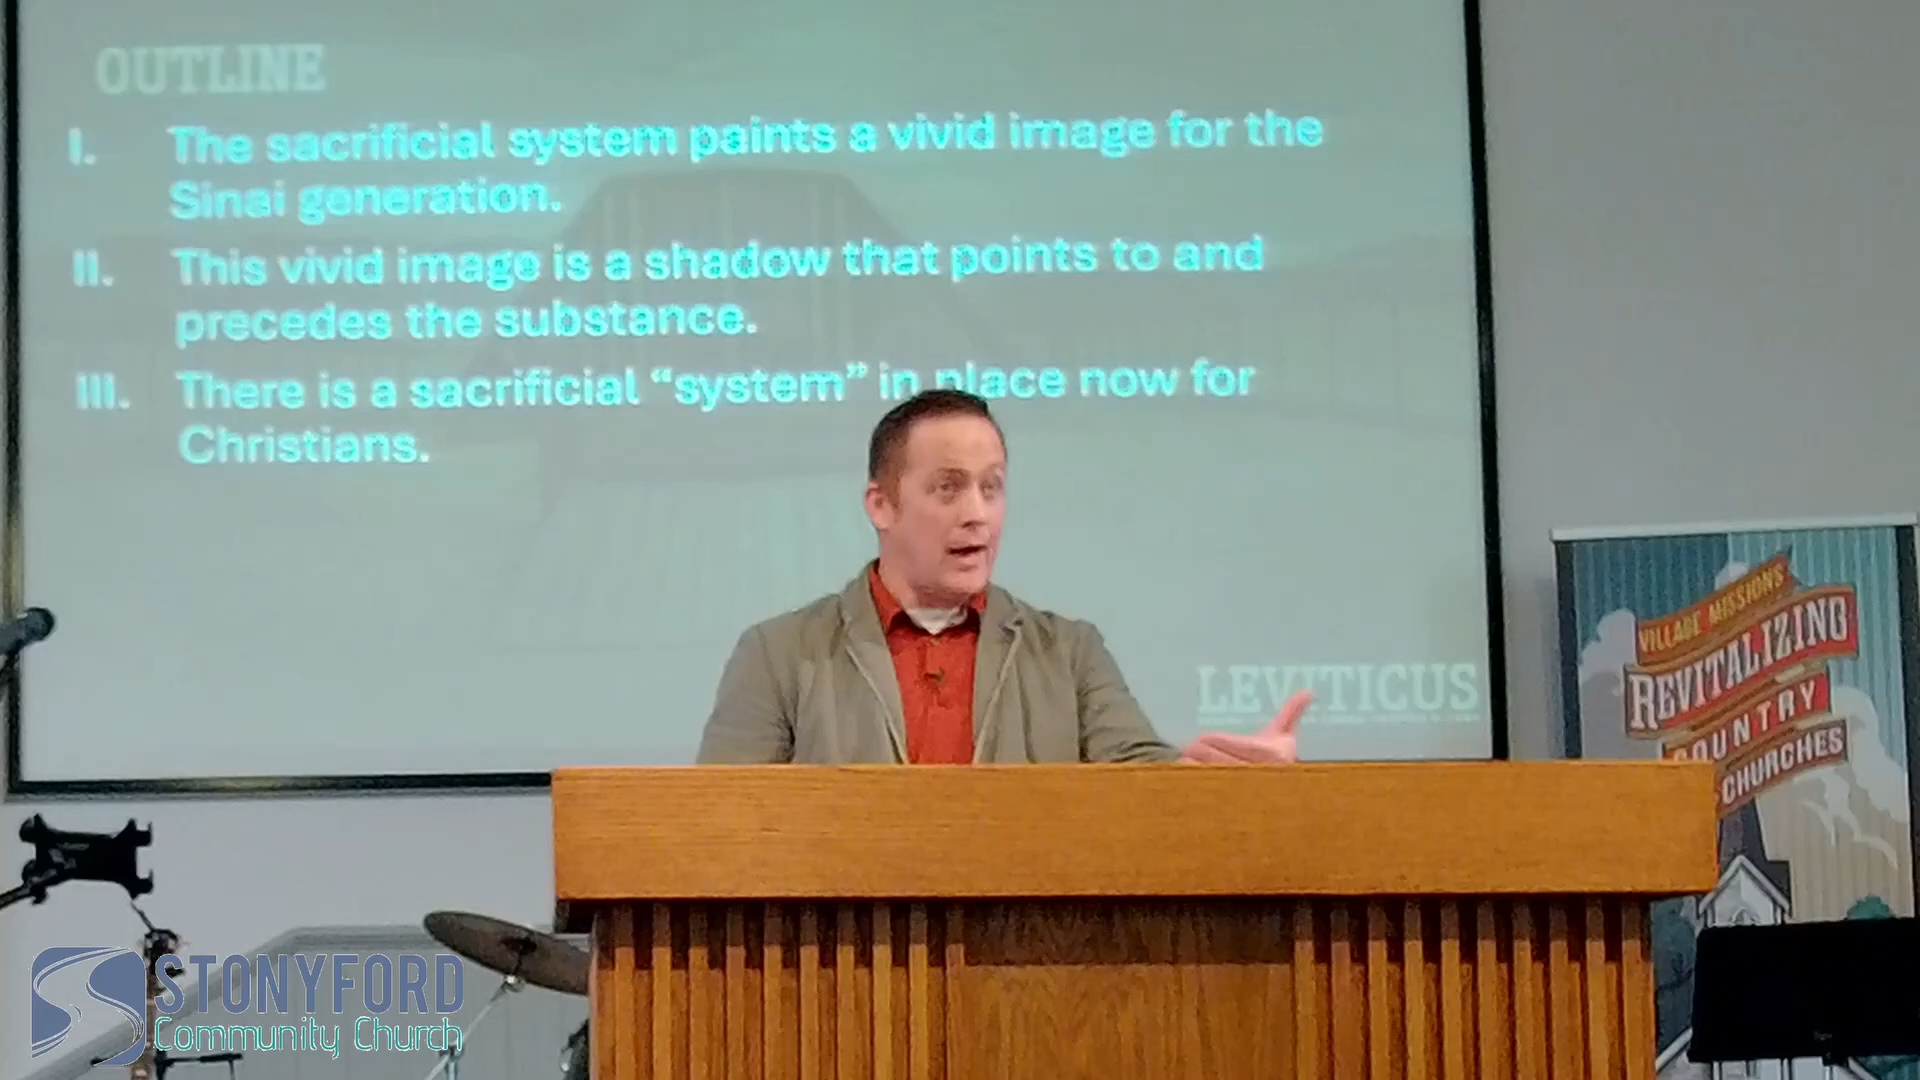 OUTLINE
I. The sacrificial system paints a vivid image for the
Sinai generation.
II. This vivid image is a shadow that points to and
precedes the substance.
III. There is a sacrificial “system” in place now for
Christians.
LEVITICUS
VILLAGE MISSIONS
REVITALIZING
COUNTRY
CHURCHES
STONYFORD
Community Church